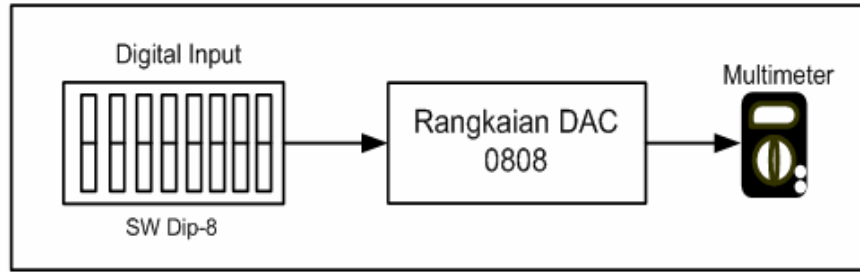 Digital Input
SW Dip-8
Rangkaian DAC
0808
Multimeter